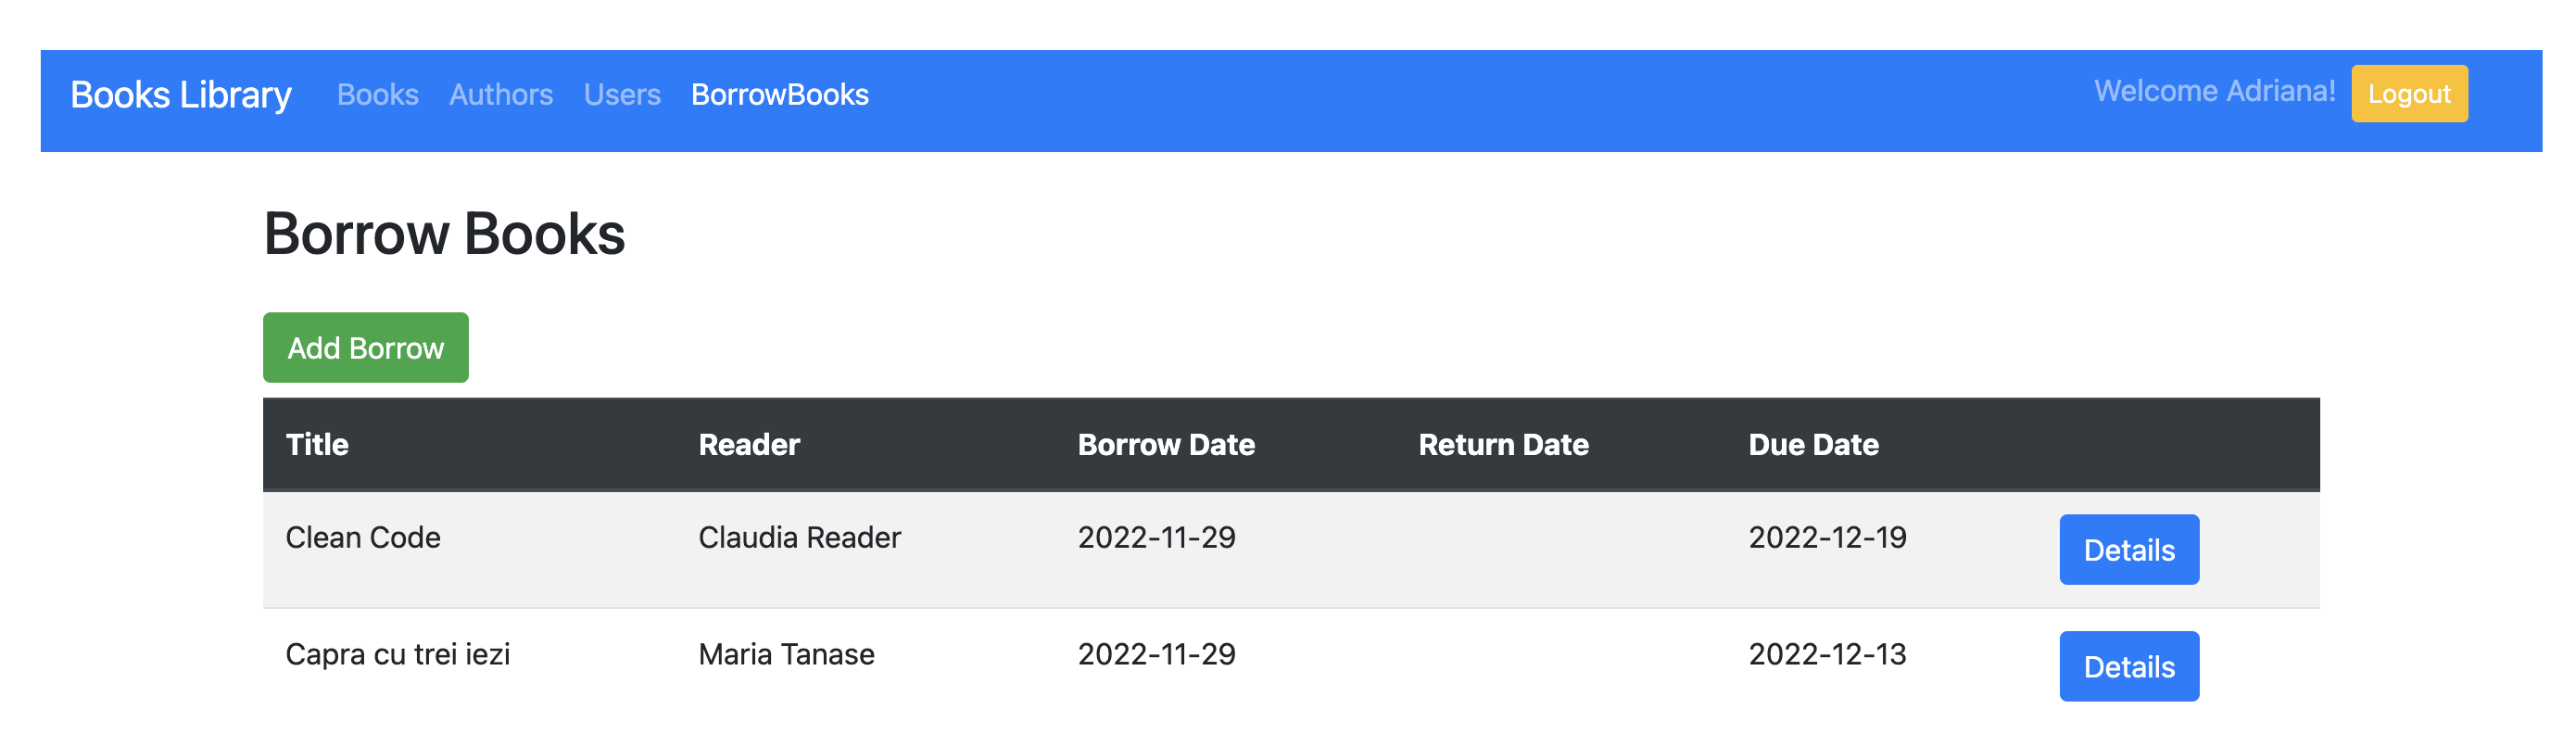 Books Library Books Authors Users BorrowBooks Welcome Adriana! Logout
Borrow Books
Add Borrow
Title Reader Borrow Date Return Date Due Date
Clean Code Claudia Reader 2022-11-29 2022-12-19 Details
Capra cu trei iezi Maria Tanase 2022-11-29 2022-12-13 Details